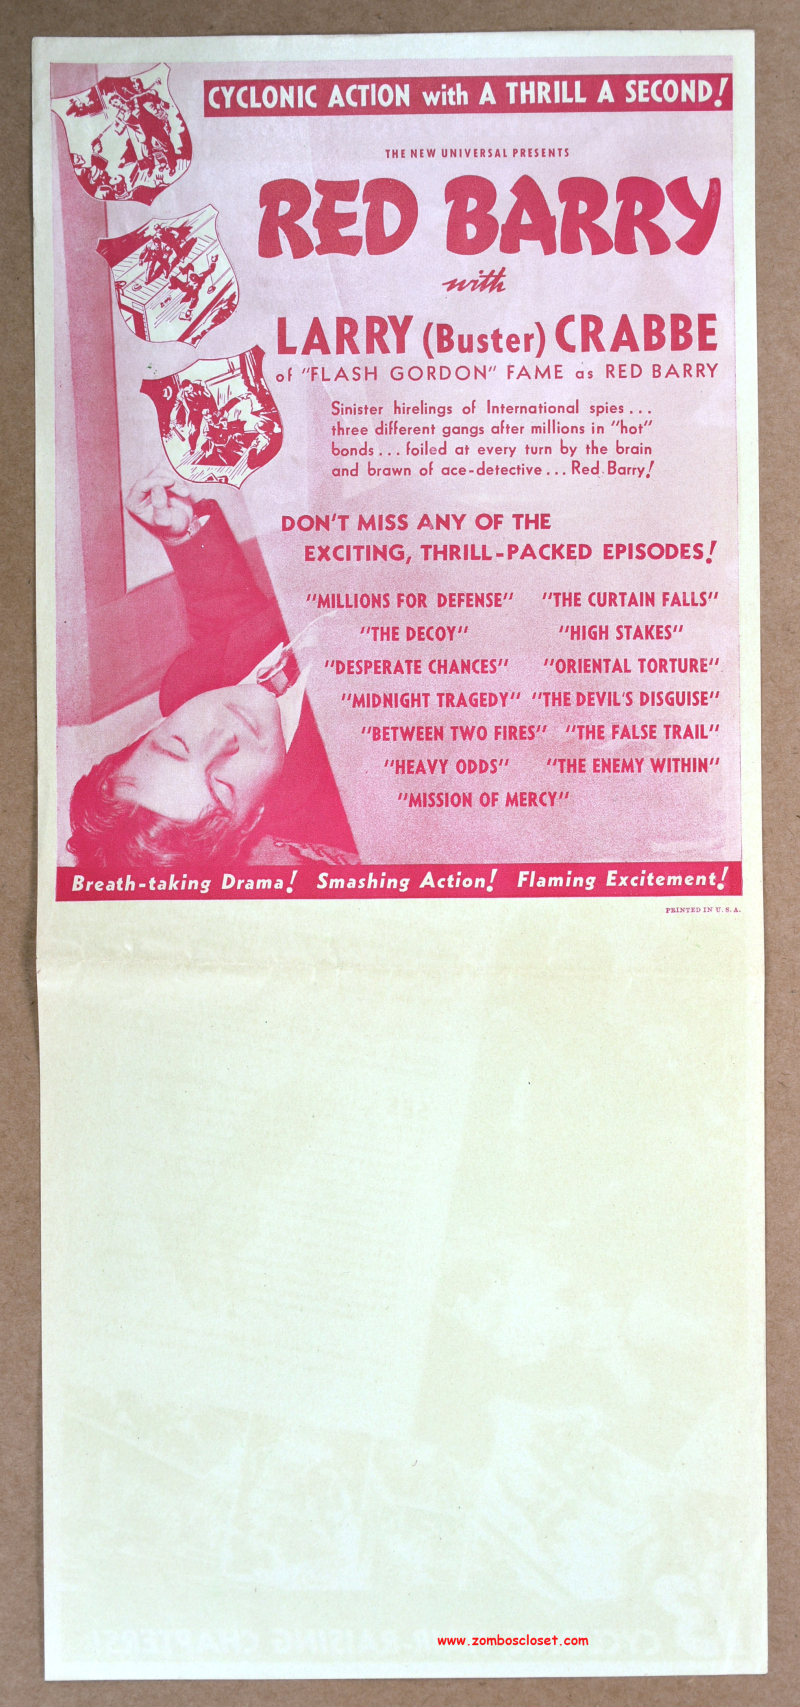 CYCLONIC ACTION with A THRILL A SECOND!
THE NEW UNIVERSAL PRESENTS
RED BARRY
with
LARRY (Buster) CRABBE
of "FLASH GORDON" FAME as RED BARRY
Sinister hirelings of International spies...
three different gangs after millions in "hot"
bonds...foiled at every turn by the brain
and brawn of ace-detective...Red Barry!
DON'T MISS ANY OF THE
EXCITING, THRILL-PACKED EPISODES!
"MILLIONS FOR DEFENSE" "THE CURTAIN FALLS"
"THE DECOY" "HIGH STAKES"
"DESPERATE CHANCES" "ORIENTAL TORTURE"
"MIDNIGHT TRAGEDY" "THE DEVIL'S DISGUISE"
"BETWEEN TWO FIRES" "THE FALSE TRAIL"
"HEAVY ODDS" "THE ENEMY WITHIN"
"MISSION OF MERCY"
Breath-taking Drama! Smashing Action! Flaming Excitement!
PRINTED IN U.S.A.
www.zomboscloset.com